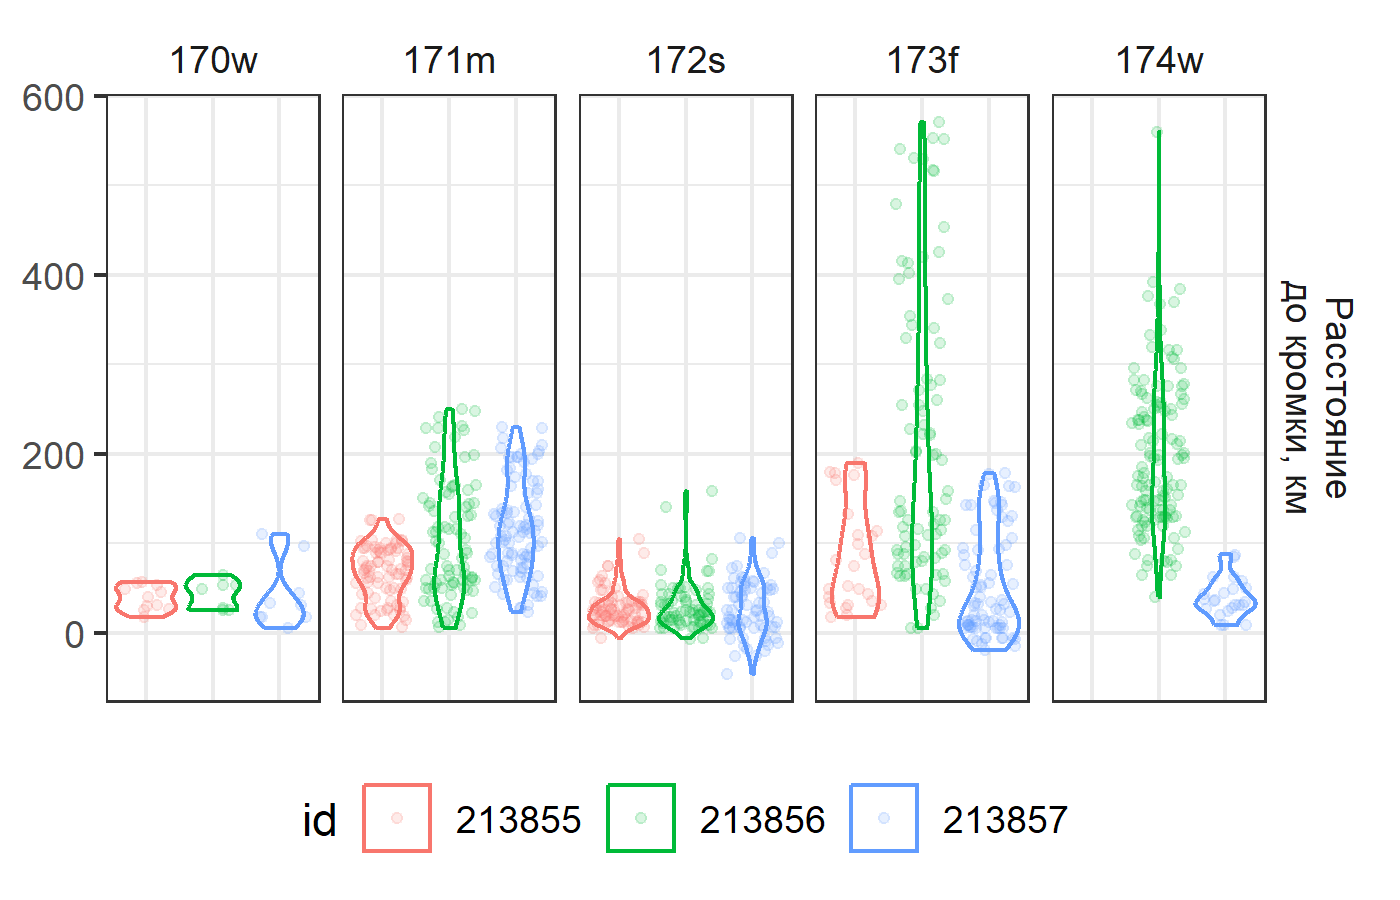 170w
171m
172s
173f
174w
600
400
200
0
Расстояние
до кромки, км
id
213855
213856
213857